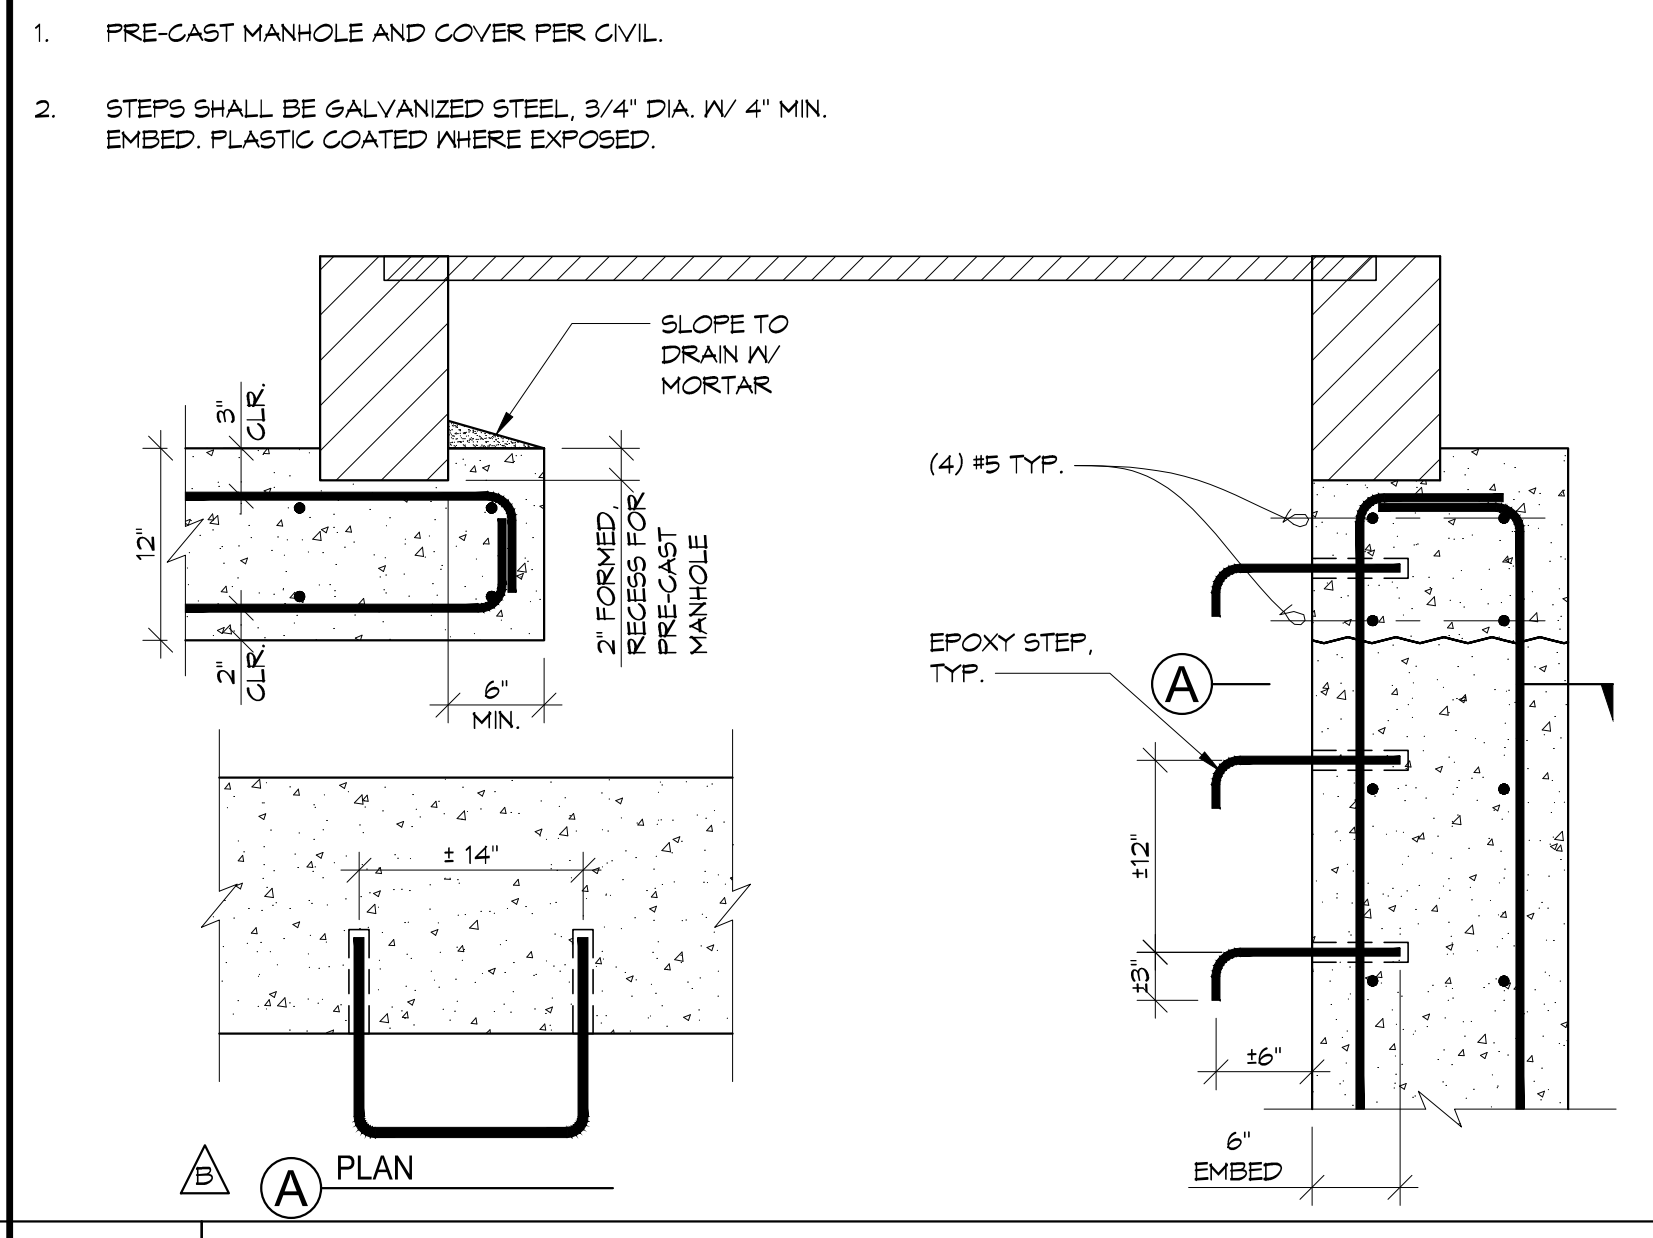 1. PRE-CAST MANHOLE AND COVER PER CIVIL.
2. STEPS SHALL BE GALVANIZED STEEL, 3/4" DIA. W/ 4" MIN.
EMBED. PLASTIC COATED WHERE EXPOSED.
SLOPE TO
DRAIN W/
MORTAR
3"
CLR.
12"
2"
CLR.
2" FORMED,
RECESS FOR
PRE-CAST
MANHOLE
6"
MIN.
(4) #5 TYP.
EPOXY STEP,
TYP.
A
± 14"
±12"
±3"
±6"
6"
EMBED
B
A
PLAN